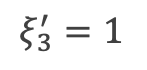 ξ′₃ = 1